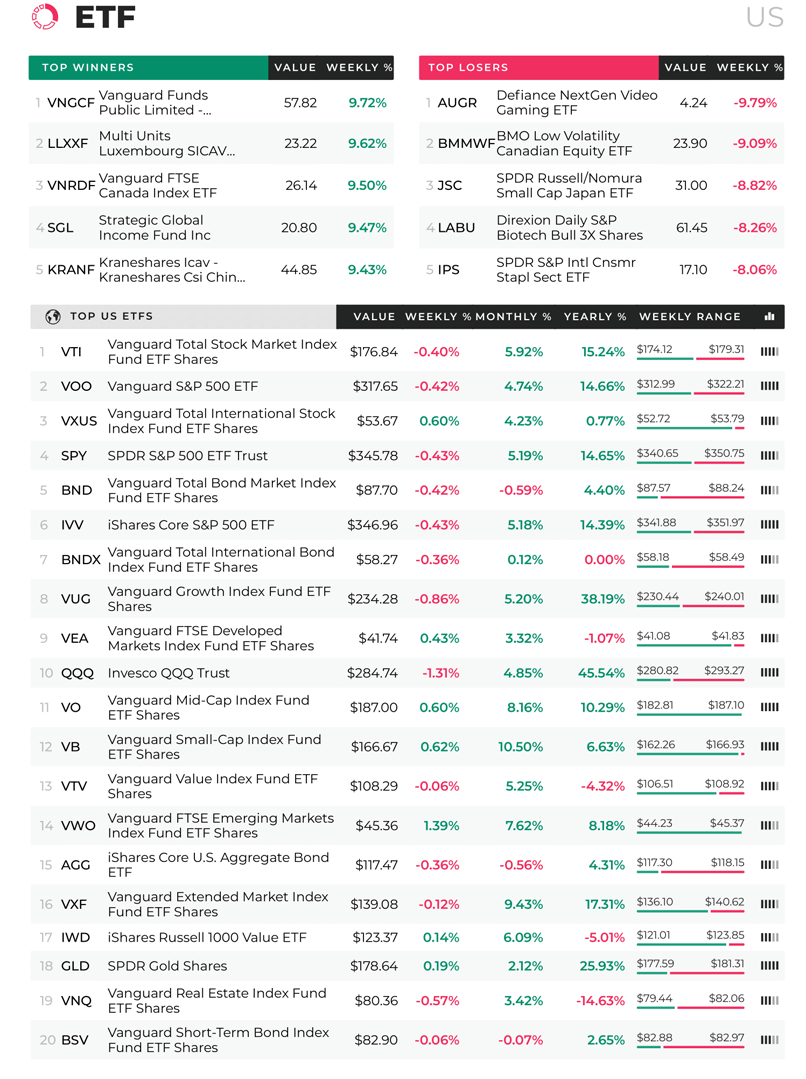 ETF
US
TOP WINNERS VALUE WEEKLY %
1 VNGCF Vanguard Funds Public Limited -... 57.82 9.72%
2 LLXXF Multi Units Luxembourg SICAV... 23.22 9.62%
3 VNRDF Vanguard FTSE Canada Index ETF 26.14 9.50%
4 SGL Strategic Global Income Fund Inc 20.80 9.47%
5 KRANF Kraneshares Icav - Kraneshares Csi Chin... 44.85 9.43%
TOP LOSERS VALUE WEEKLY %
1 AUGR Defiance NextGen Video Gaming ETF 4.24 -9.79%
2 BMMWF BMO Low Volatility Canadian Equity ETF 23.90 -9.09%
3 JSC SPDR Russell/Nomura Small Cap Japan ETF 31.00 -8.82%
4 LABU Direxion Daily S&P Biotech Bull 3X Shares 61.45 -8.26%
5 IPS SPDR S&P Intl Cnsmr Stapl Sect ETF 17.10 -8.06%
TOP US ETFS VALUE WEEKLY % MONTHLY % YEARLY % WEEKLY RANGE
1 VTI Vanguard Total Stock Market Index Fund ETF Shares $176.84 -0.40% 5.92% 15.24% $174.12 $179.31
2 VOO Vanguard S&P 500 ETF $317.65 -0.42% 4.74% 14.66% $312.99 $322.21
3 VXUS Vanguard Total International Stock Index Fund ETF Shares $53.67 0.60% 4.23% 0.77% $52.72 $53.79
4 SPY SPDR S&P 500 ETF Trust $345.78 -0.43% 5.19% 14.65% $340.65 $350.75
5 BND Vanguard Total Bond Market Index Fund ETF Shares $87.70 -0.42% -0.59% 4.40% $87.57 $88.24
6 IVV iShares Core S&P 500 ETF $346.96 -0.43% 5.18% 14.39% $341.88 $351.97
7 BNDX Vanguard Total International Bond Index Fund ETF Shares $58.27 -0.36% 0.12% 0.00% $58.18 $58.49
8 VUG Vanguard Growth Index Fund ETF Shares $234.28 -0.86% 5.20% 38.19% $230.44 $240.01
9 VEA Vanguard FTSE Developed Markets Index Fund ETF Shares $41.74 0.43% 3.32% -1.07% $41.08 $41.83
10 QQQ Invesco QQQ Trust $284.74 -1.31% 4.85% 45.54% $280.82 $293.27
11 VO Vanguard Mid-Cap Index Fund ETF Shares $187.00 0.60% 8.16% 10.29% $182.81 $187.10
12 VB Vanguard Small-Cap Index Fund ETF Shares $166.67 0.62% 10.50% 6.63% $162.26 $166.93
13 VTV Vanguard Value Index Fund ETF Shares $108.29 -0.06% 5.25% -4.32% $106.51 $108.92
14 VWO Vanguard FTSE Emerging Markets Index Fund ETF Shares $45.36 1.39% 7.62% 8.18% $44.23 $45.37
15 AGG iShares Core U.S. Aggregate Bond ETF $117.47 -0.36% -0.56% 4.31% $117.30 $118.15
16 VXF Vanguard Extended Market Index Fund ETF Shares $139.08 -0.12% 9.43% 17.31% $136.10 $140.62
17 IWD iShares Russell 1000 Value ETF $123.37 0.14% 6.09% -5.01% $121.01 $123.85
18 GLD SPDR Gold Shares $178.64 0.19% 2.12% 25.93% $177.59 $181.31
19 VNQ Vanguard Real Estate Index Fund ETF Shares $80.36 -0.57% 3.42% -14.63% $79.44 $82.06
20 BSV Vanguard Short-Term Bond Index Fund ETF Shares $82.90 -0.06% -0.07% 2.65% $82.88 $82.97